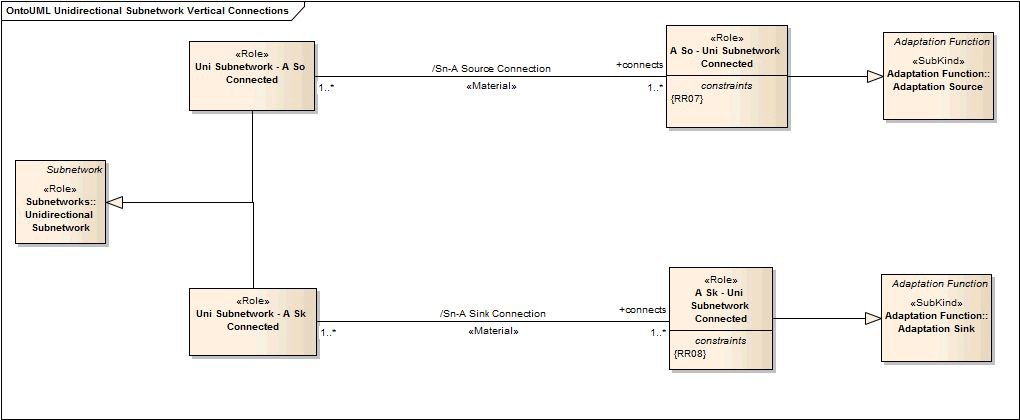 OntoUML Unidirectional Subnetwork Vertical Connections
«Role»
Uni Subnetwork - A So
Connected
1..*
/Sn-A Source Connection
«Material»
+connects
1..*
«Role»
A So - Uni Subnetwork
Connected
constraints
{RR07}
Adaptation Function
«SubKind»
Adaptation Function::
Adaptation Source
Subnetwork
«Role»
Subnetworks::
Unidirectional
Subnetwork
«Role»
Uni Subnetwork - A Sk
Connected
1..*
/Sn-A Sink Connection
«Material»
+connects
1..*
«Role»
A Sk - Uni
Subnetwork
Connected
constraints
{RR08}
Adaptation Function
«SubKind»
Adaptation Function::
Adaptation Sink